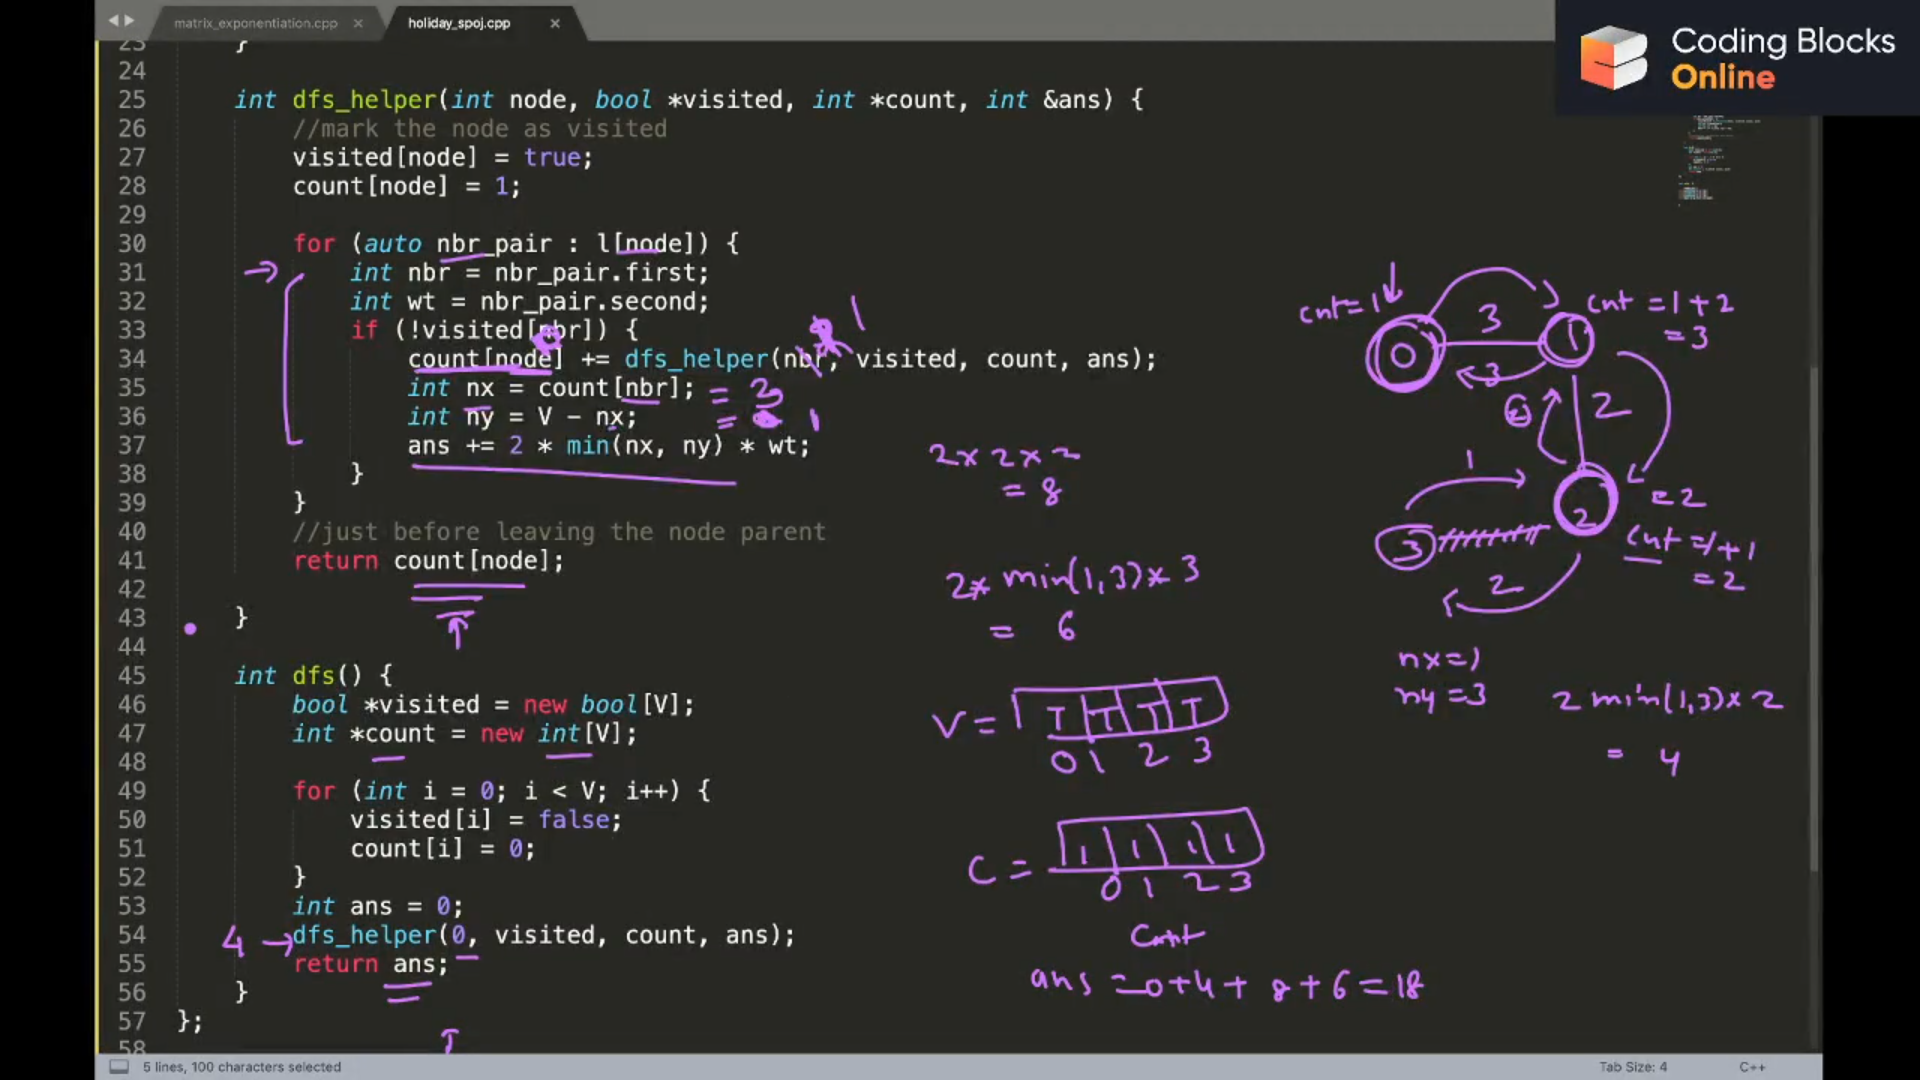 matrix_exponentiation.cpp
holiday_spoj.cpp
Coding Blocks
Online
23 }
24
25 int dfs_helper(int node, bool *visited, int *count, int &ans) {
26 //mark the node as visited
27 visited[node] = true;
28 count[node] = 1;
29
30 for (auto nbr_pair : l[node]) {
31 int nbr = nbr_pair.first;
32 int wt = nbr_pair.second;
33 if (!visited[nbr]) {
34 count[node] += dfs_helper(nbr, visited, count, ans);
35 int nx = count[nbr]; = 3
36 int ny = V - nx; = 1
37 ans += 2 * min(nx, ny) * wt;
38 }
39 }
40 //just before leaving the node parent
41 return count[node];
42
43 }
44
45 int dfs() {
46 bool *visited = new bool[V];
47 int *count = new int[V];
48
49 for (int i = 0; i < V; i++) {
50 visited[i] = false;
51 count[i] = 0;
52 }
53 int ans = 0;
54 dfs_helper(0, visited, count, ans);
55 return ans;
56 }
57 };
58
4 →
1
2 x 2 x 2
= 8
2* min(1,3)x 3
= 6
V = T T T T
0 1 2 3
C = 1 1 1 1
0 1 2 3
Cnt
ans = 0+4+ 8+6=18
cnt=1
cnt =1+2
= 3
0
3
1
3
2
2
1
= 2
2
3
cnt =1+1
= 2
2
nx=1
ny=3
2 min(1,3)x 2
= 4
5 lines, 100 characters selected
Tab Size: 4
C++